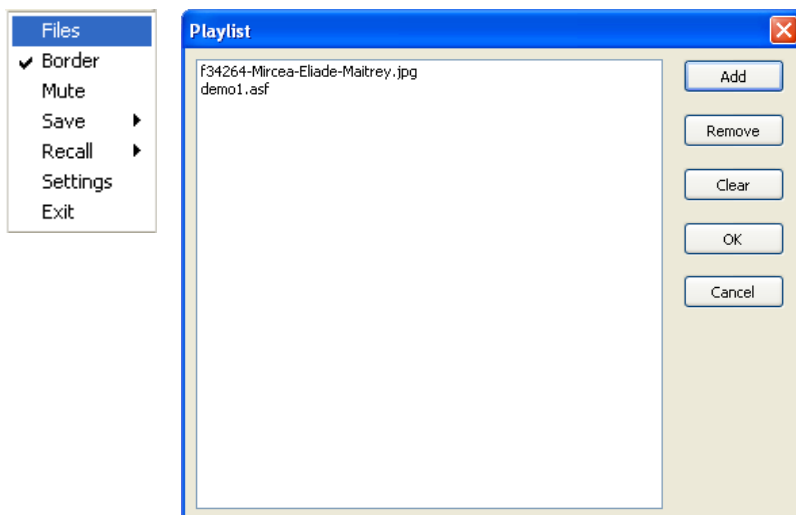 Files
Border
Mute
Save
Recall
Settings
Exit
Playlist
f34264-Mircea-Eliade-Maitrey.jpg
demo1.asf
Add
Remove
Clear
OK
Cancel